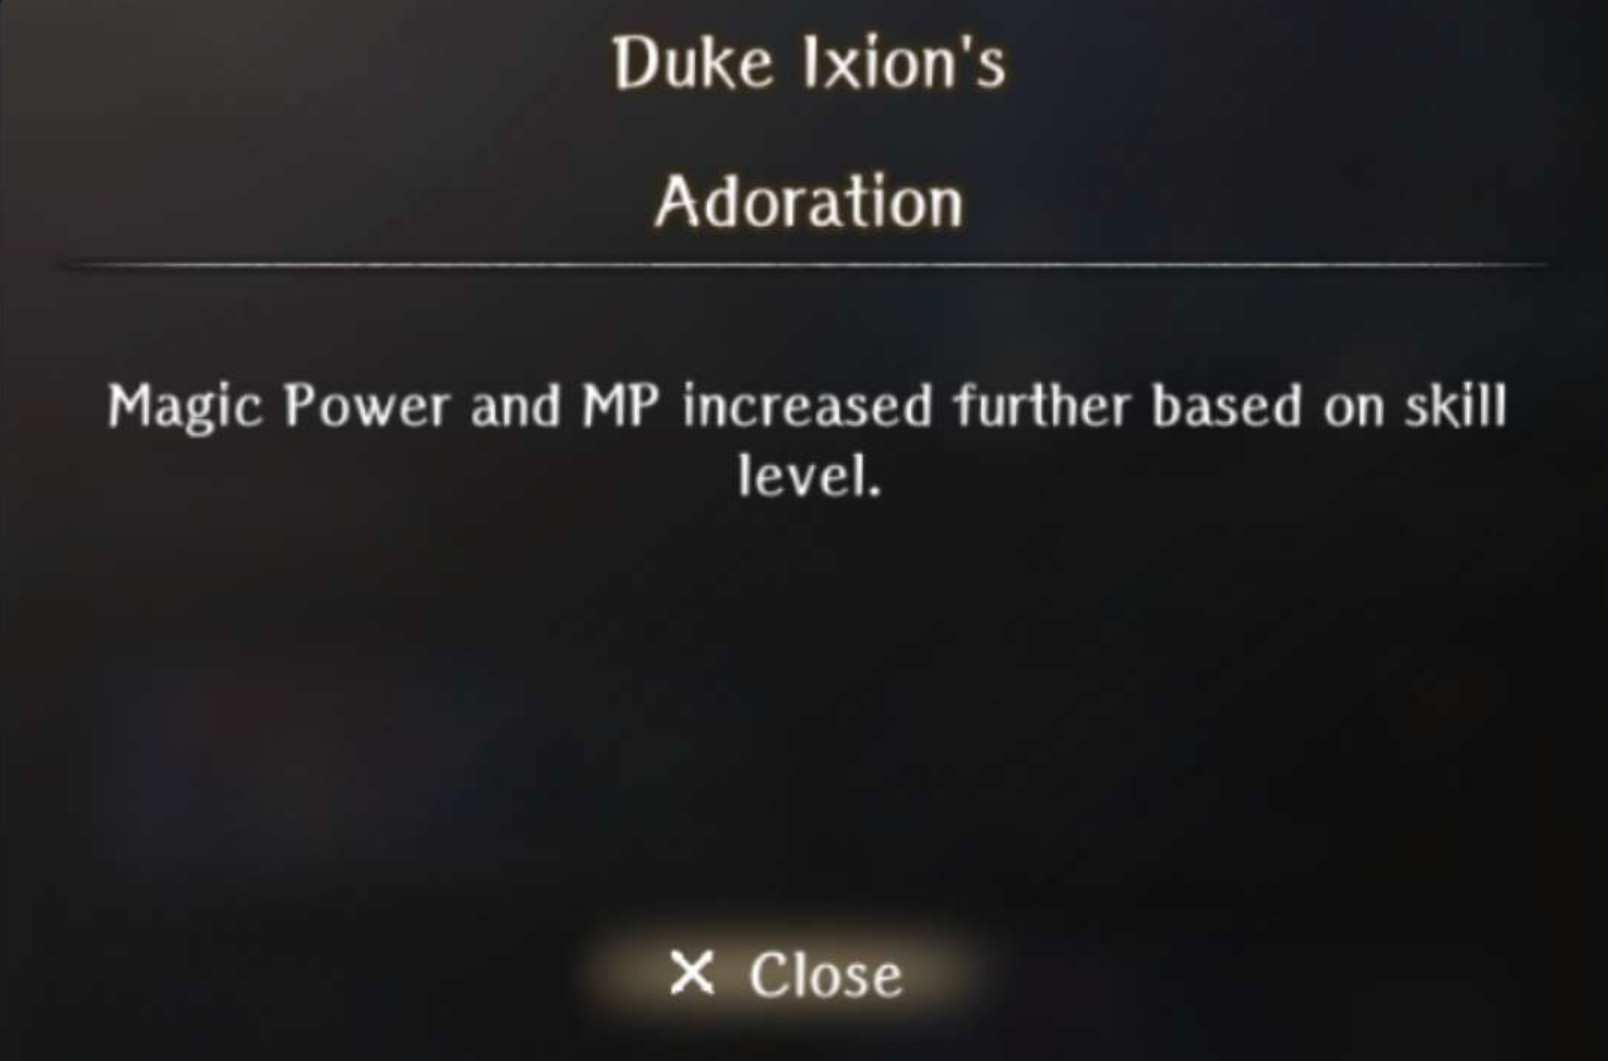 Duke Ixion's
Adoration
Magic Power and MP increased further based on skill
level.
✕ Close